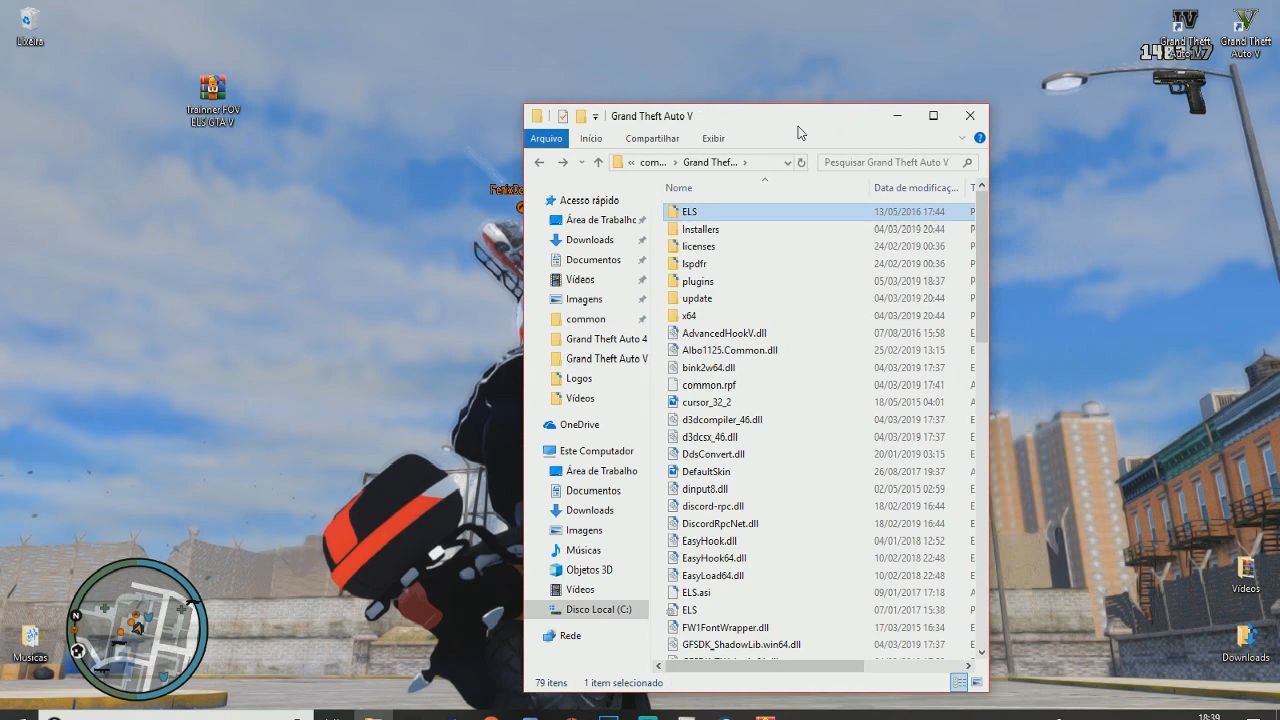 Lixeira
Trainner FOV
ELS GTA V
Grand Theft
Auto IV
Grand Theft
Auto V
Grand Theft Auto V
Arquivo
Início
Compartilhar
Exibir
« com... › Grand Thef... ›
Pesquisar Grand Theft Auto V
Nome
Data de modificaç...
Acesso rápido
Área de Trabalho
Downloads
Documentos
Vídeos
Imagens
common
Grand Theft Auto 4
Grand Theft Auto V
Logos
Vídeos
OneDrive
Este Computador
Área de Trabalho
Documentos
Downloads
Imagens
Músicas
Objetos 3D
Vídeos
Disco Local (C:)
Rede
ELS 13/05/2016 17:44 P
Installers 04/03/2019 20:44 P
licenses 24/02/2019 00:36 P
lspdfr 24/02/2019 00:36 P
plugins 05/03/2019 18:37 P
update 04/03/2019 20:44 P
x64 04/03/2019 20:44 P
AdvancedHookV.dll 07/08/2016 15:58 E
Albo1125.Common.dll 25/02/2019 13:15 E
bink2w64.dll 04/03/2019 17:37 E
common.rpf 04/03/2019 17:41 A
cursor_32_2 18/05/2015 04:01 A
d3dcompiler_46.dll 04/03/2019 17:37 E
d3dcsx_46.dll 04/03/2019 17:37 E
DdsConvert.dll 20/01/2019 03:15 E
DefaultSkin 26/08/2017 19:37 A
dinput8.dll 02/05/2015 02:59 E
discord-rpc.dll 18/02/2019 16:44 E
DiscordRpcNet.dll 18/02/2019 16:44 E
EasyHook.dll 04/01/2018 12:52 E
EasyHook64.dll 10/02/2018 22:48 E
EasyLoad64.dll 10/02/2018 22:48 E
ELS.asi 09/01/2017 17:18 A
ELS 07/01/2017 15:38 P
FW1FontWrapper.dll 17/03/2015 16:34 E
GFSDK_ShadowLib.win64.dll 04/03/2019 17:37 E
79 itens
1 item selecionado
N
Musicas
Vídeos
Downloads
18:39